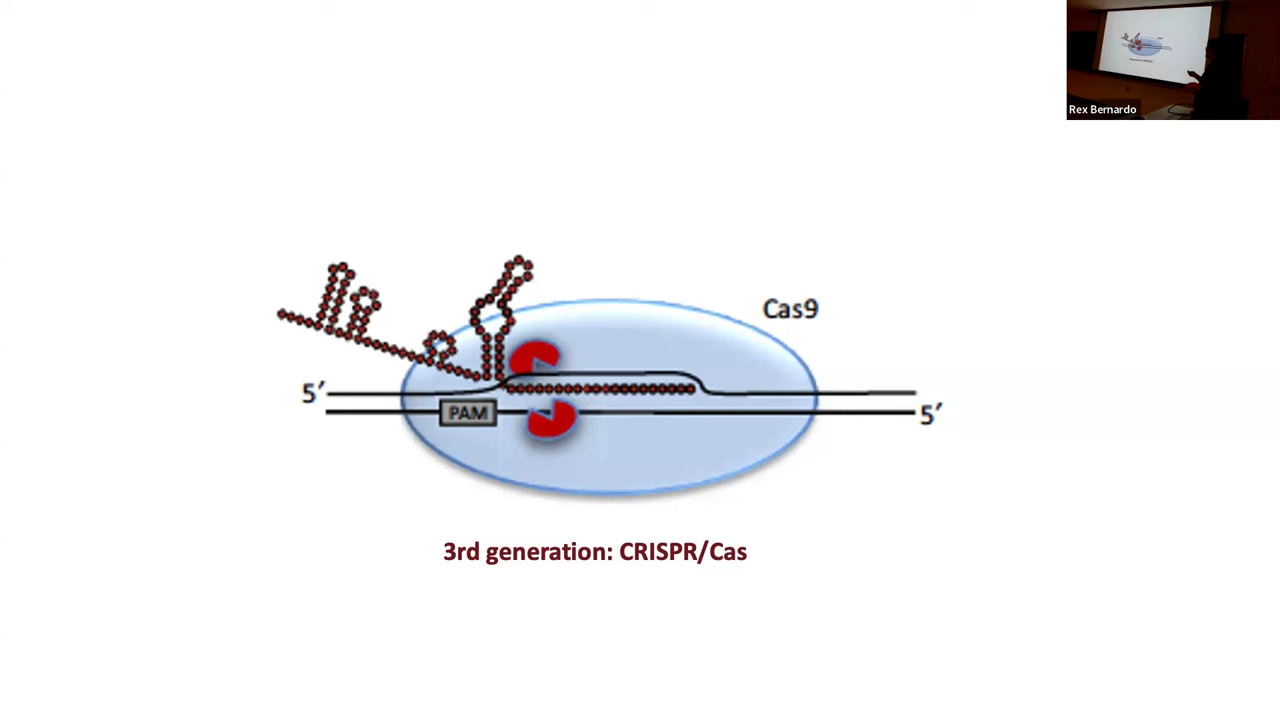 Rex Bernardo
Cas9
5′
PAM
5′
3rd generation: CRISPR/Cas